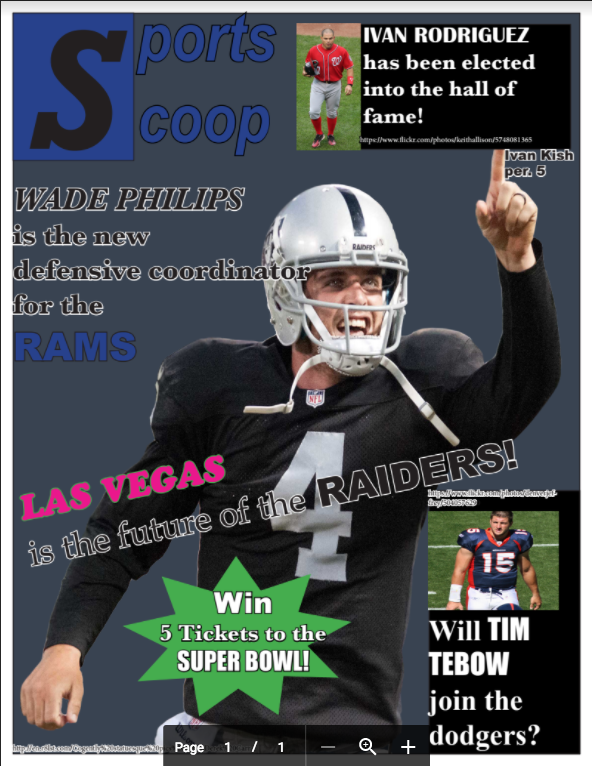 Sports
Scoop
IVAN RODRIGUEZ
has been elected
into the hall of
fame!
https://www.flickr.com/photos/keithallison/5748081365
Ivan Kish
per. 5
WADE PHILIPS
is the new
defensive coordinator
for the
RAMS
RAIDERS
NFL
4
LAS VEGAS
is the future of the RAIDERS!
15
Win
5 Tickets to the
SUPER BOWL!
Will TIM
TEBOW
join the
dodgers?
Page 1 / 1